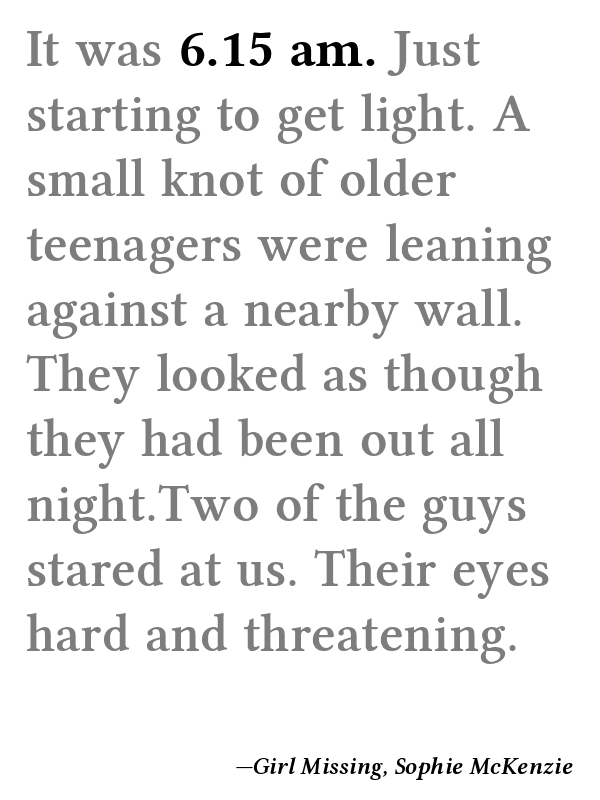 It was 6.15 am. Just
starting to get light. A
small knot of older
teenagers were leaning
against a nearby wall.
They looked as though
they had been out all
night.Two of the guys
stared at us. Their eyes
hard and threatening.
—Girl Missing, Sophie McKenzie